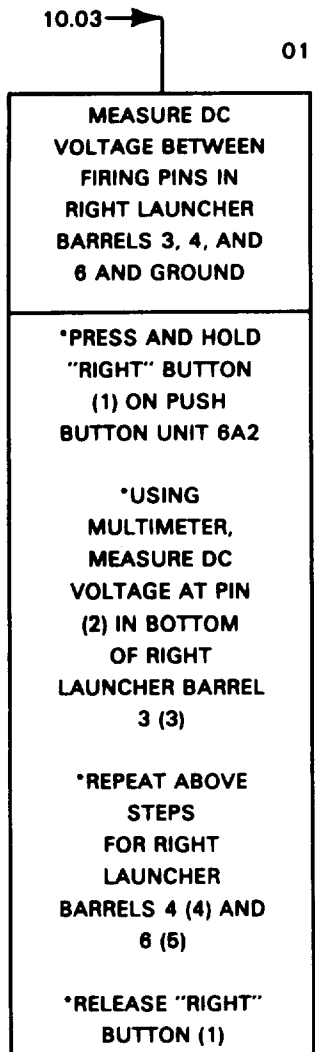 10.03
01
MEASURE DC
VOLTAGE BETWEEN
FIRING PINS IN
RIGHT LAUNCHER
BARRELS 3, 4, AND
6 AND GROUND
*PRESS AND HOLD
"RIGHT" BUTTON
(1) ON PUSH
BUTTON UNIT 6A2
*USING
MULTIMETER,
MEASURE DC
VOLTAGE AT PIN
(2) IN BOTTOM
OF RIGHT
LAUNCHER BARREL
3 (3)
*REPEAT ABOVE
STEPS
FOR RIGHT
LAUNCHER
BARRELS 4 (4) AND
6 (5)
*RELEASE "RIGHT"
BUTTON (1)